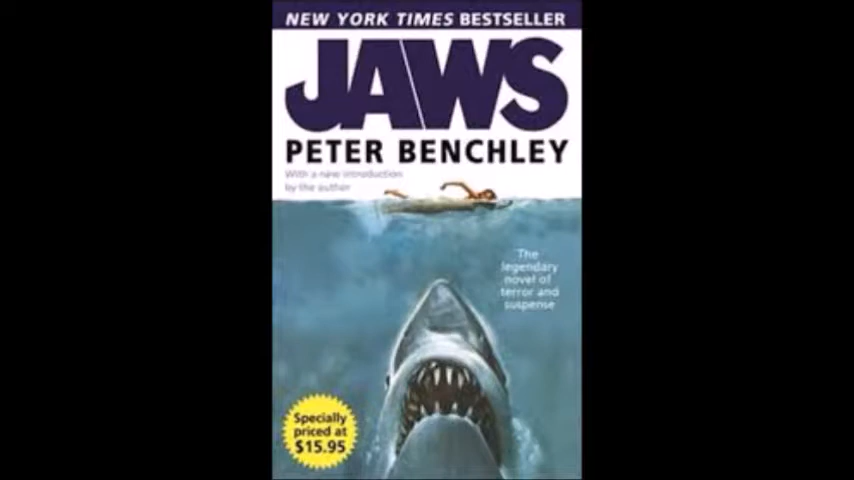 NEW YORK TIMES BESTSELLER
JAWS
PETER BENCHLEY
With a new introduction
by the author
The
legendary
novel of
terror and
suspense
Specially
priced at
$15.95